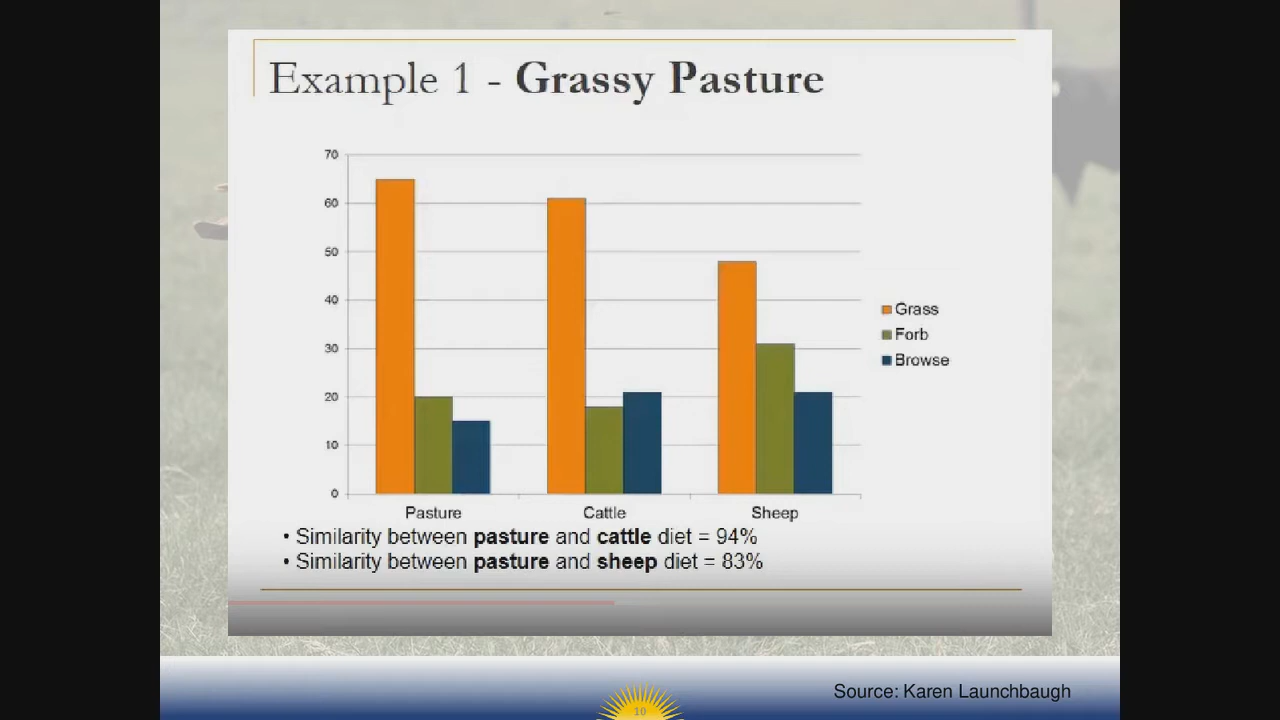 Example 1 - Grassy Pasture
70
60
50
40
30
20
10
0
Grass
Forb
Browse
Pasture Cattle Sheep
• Similarity between pasture and cattle diet = 94%
• Similarity between pasture and sheep diet = 83%
Source: Karen Launchbaugh
10